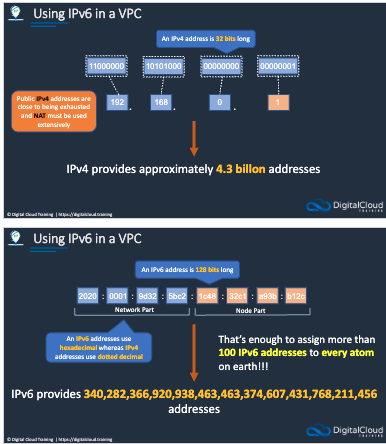 Using IPv6 in a VPC
An IPv4 address is 32 bits long
11000000 10101000 00000000 00000001
Public IPv4 addresses are
close to being exhausted
and NAT must be used
extensively
192 . 168 . 0 . 1
IPv4 provides approximately 4.3 billon addresses
© Digital Cloud Training | https://digitalcloud.training
DigitalCloud
TRAINING
Using IPv6 in a VPC
An IPv6 address is 128 bits long
2020 : 0001 : 9d32 : 5bc2 : 1c48 : 32c1 : a93b : b12c
Network Part Node Part
An IPv6 addresses use
hexadecimal whereas IPv4
addresses use dotted decimal
That's enough to assign more than
100 IPv6 addresses to every atom
on earth!!!
IPv6 provides 340,282,366,920,938,463,463,374,607,431,768,211,456
addresses
© Digital Cloud Training | https://digitalcloud.training
DigitalCloud
TRAINING